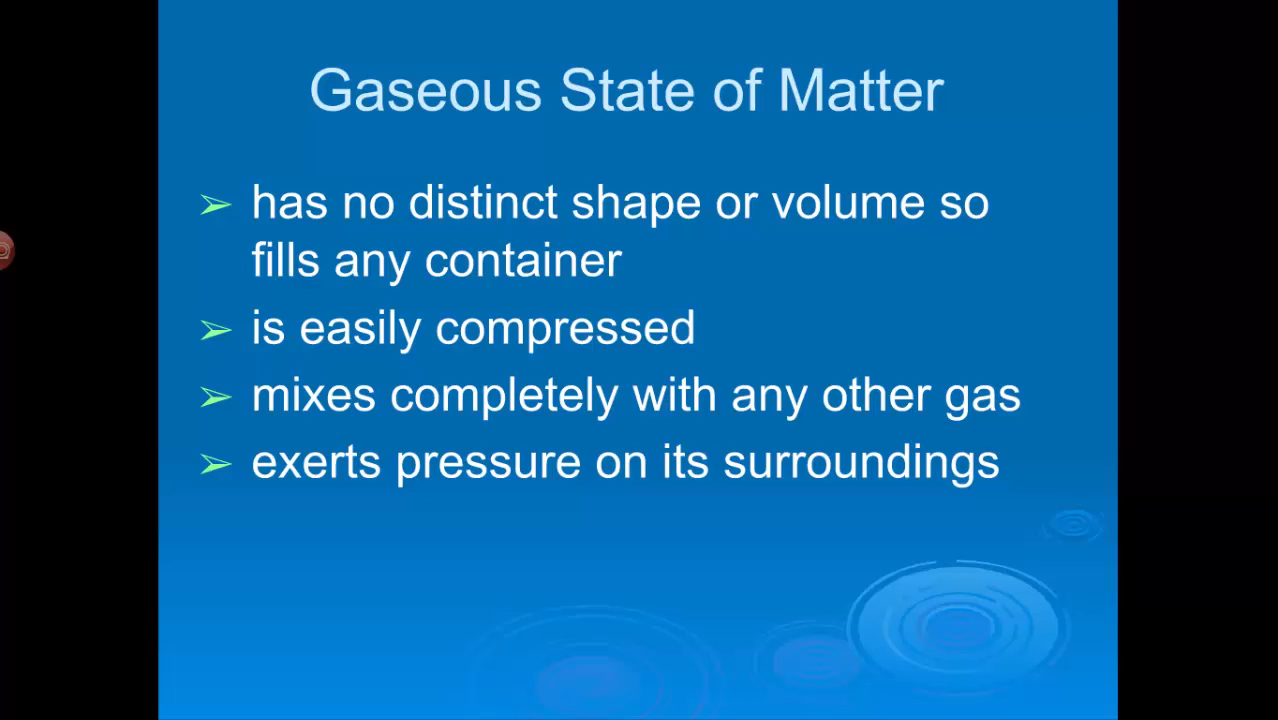 Gaseous State of Matter
➢ has no distinct shape or volume so
fills any container
➢ is easily compressed
➢ mixes completely with any other gas
➢ exerts pressure on its surroundings